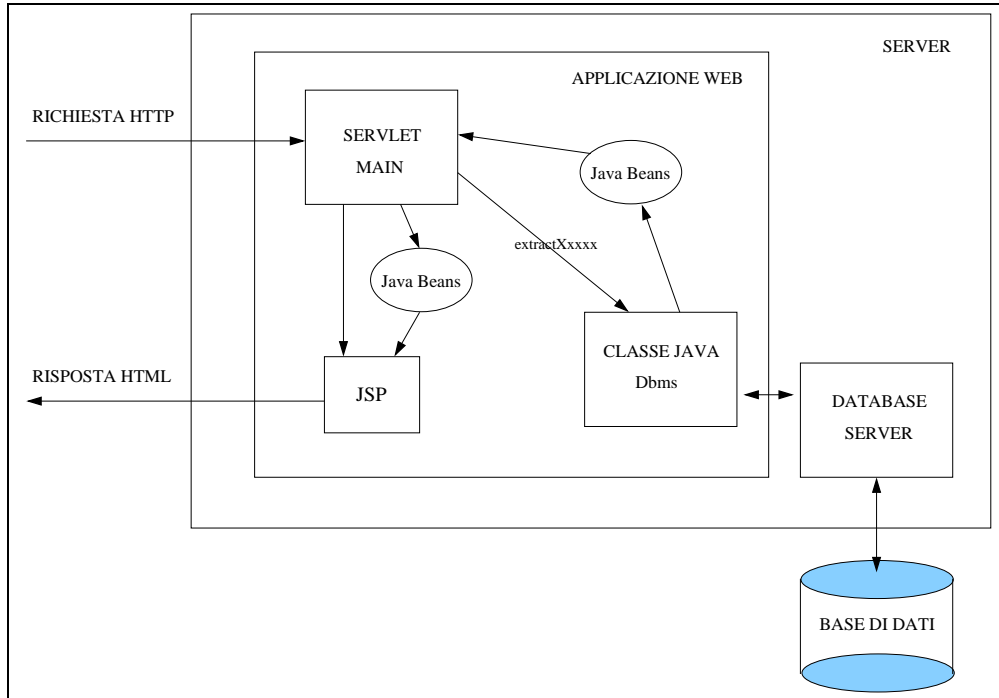 SERVER
APPLICAZIONE WEB
RICHIESTA HTTP
SERVLET
MAIN
Java Beans
extractXxxxx
Java Beans
CLASSE JAVA
Dbms
RISPOSTA HTML
JSP
DATABASE
SERVER
BASE DI DATI